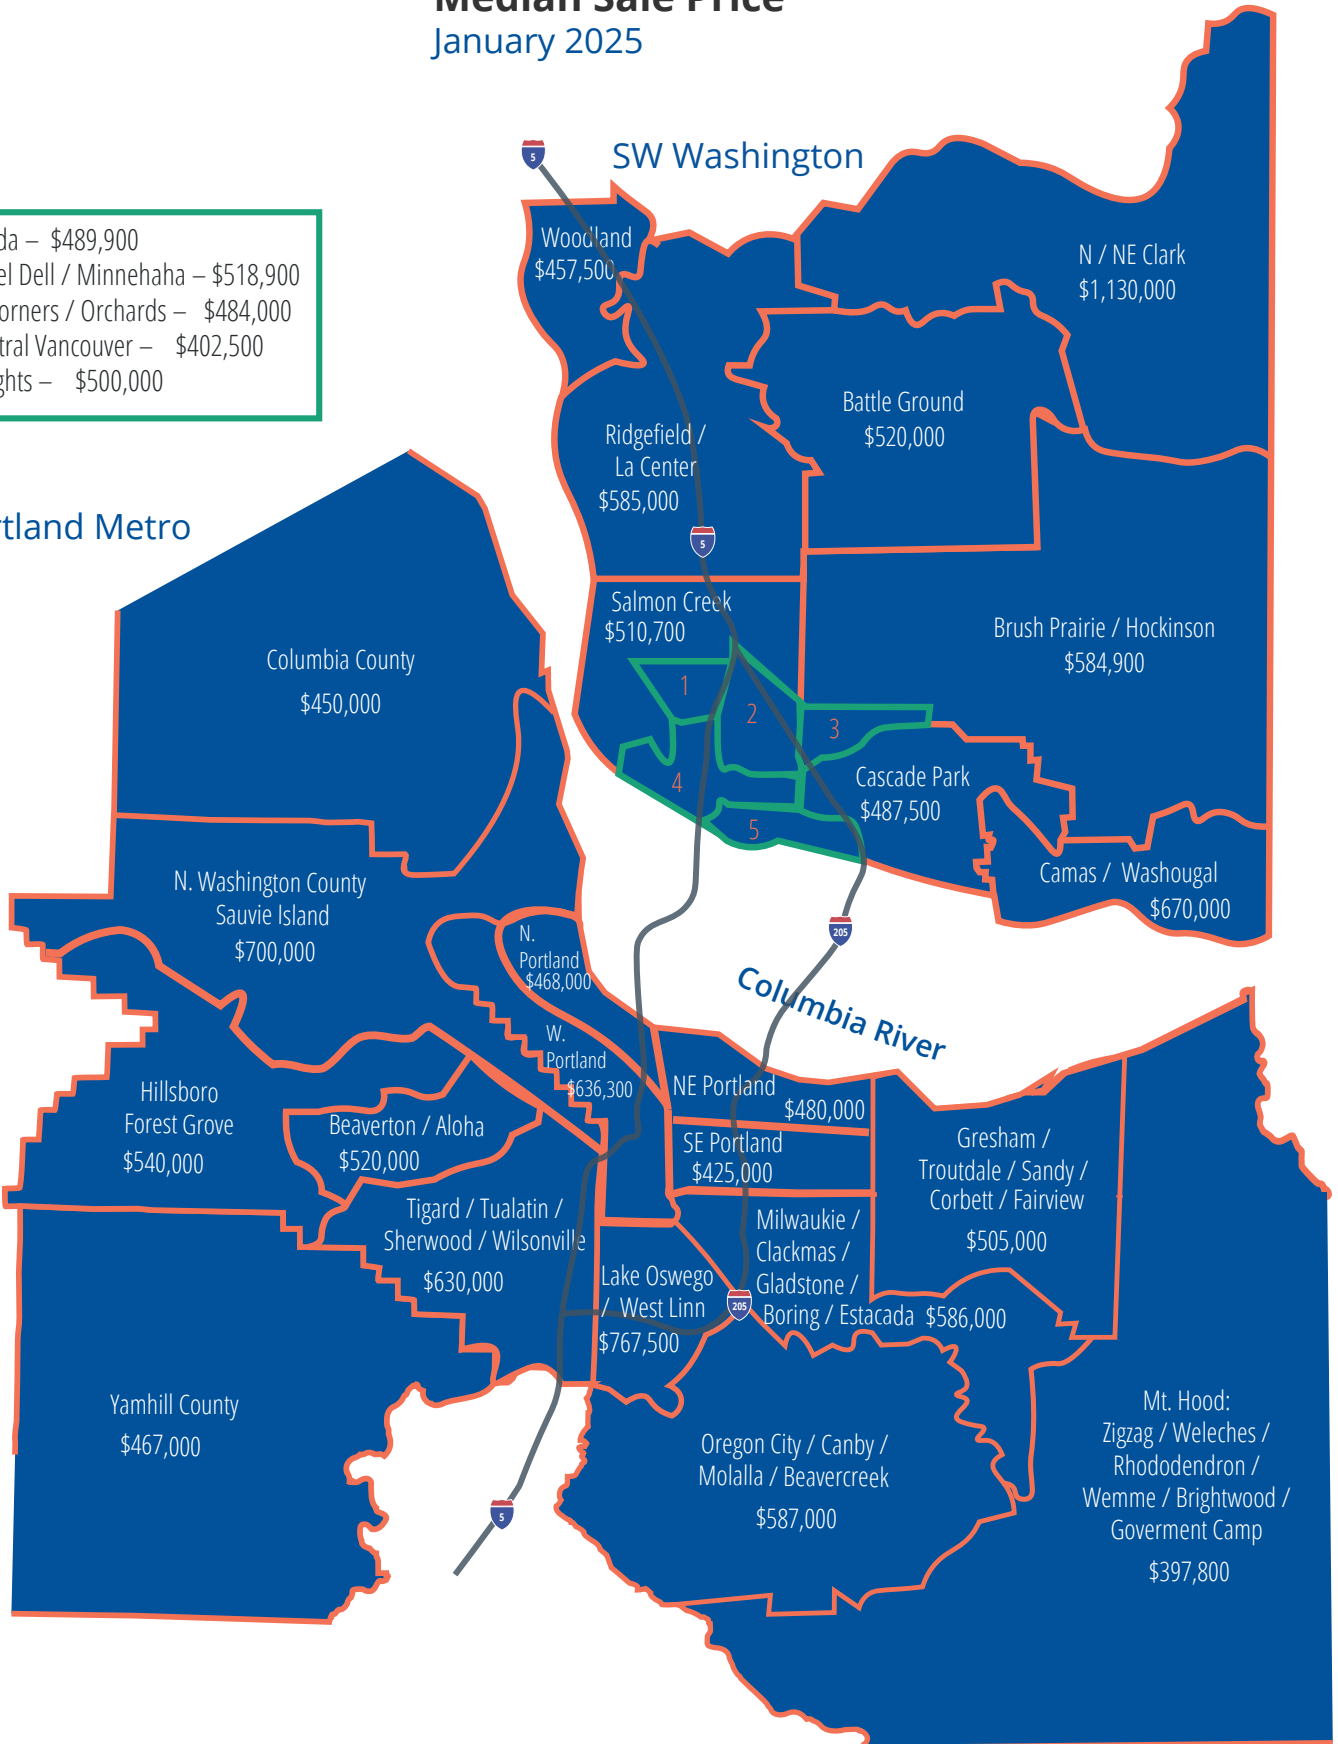 Median Sale Price
January 2025
SW Washington
da – $489,900
el Dell / Minnehaha – $518,900
orners / Orchards – $484,000
tral Vancouver – $402,500
ghts – $500,000
rtland Metro
5
Woodland
$457,500
N / NE Clark
$1,130,000
Battle Ground
$520,000
Ridgefield /
La Center
$585,000
5
Salmon Creek
$510,700
Brush Prairie / Hockinson
$584,900
1
2
3
4
5
Cascade Park
$487,500
Camas / Washougal
$670,000
205
Columbia River
Columbia County
$450,000
N. Washington County
Sauvie Island
$700,000
N.
Portland
$468,000
W.
Portland
$636,300
NE Portland
$480,000
SE Portland
$425,000
Hillsboro
Forest Grove
$540,000
Beaverton / Aloha
$520,000
Gresham /
Troutdale / Sandy /
Corbett / Fairview
$505,000
Tigard / Tualatin /
Sherwood / Wilsonville
$630,000
Milwaukie /
Clackmas /
Gladstone /
Boring / Estacada $586,000
Lake Oswego
/ West Linn
$767,500
205
Yamhill County
$467,000
Oregon City / Canby /
Molalla / Beavercreek
$587,000
Mt. Hood:
Zigzag / Weleches /
Rhododendron /
Wemme / Brightwood /
Goverment Camp
$397,800
5